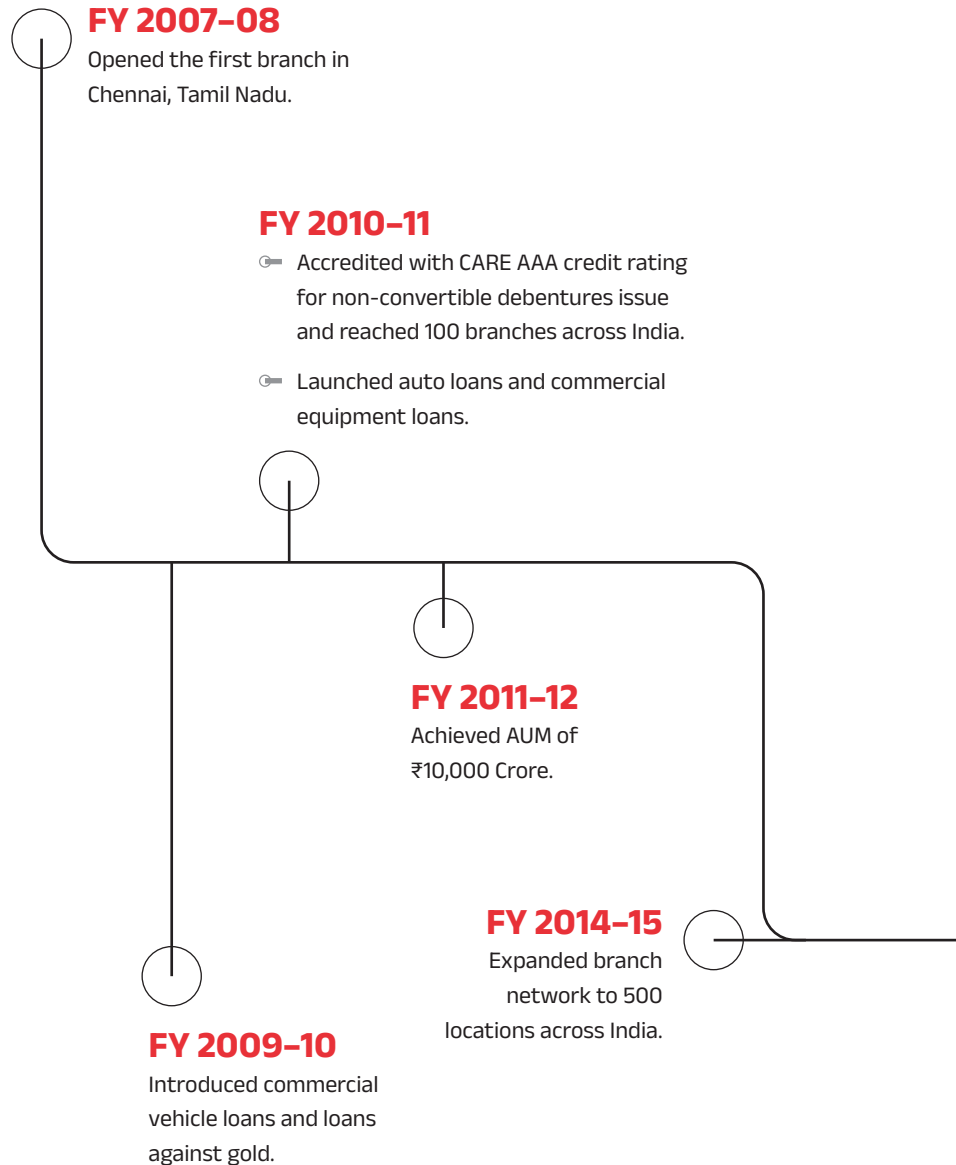 FY 2007–08
Opened the first branch in
Chennai, Tamil Nadu.
FY 2010–11
Accredited with CARE AAA credit rating
for non-convertible debentures issue
and reached 100 branches across India.
Launched auto loans and commercial
equipment loans.
FY 2011–12
Achieved AUM of
₹10,000 Crore.
FY 2014–15
Expanded branch
network to 500
locations across India.
FY 2009–10
Introduced commercial
vehicle loans and loans
against gold.